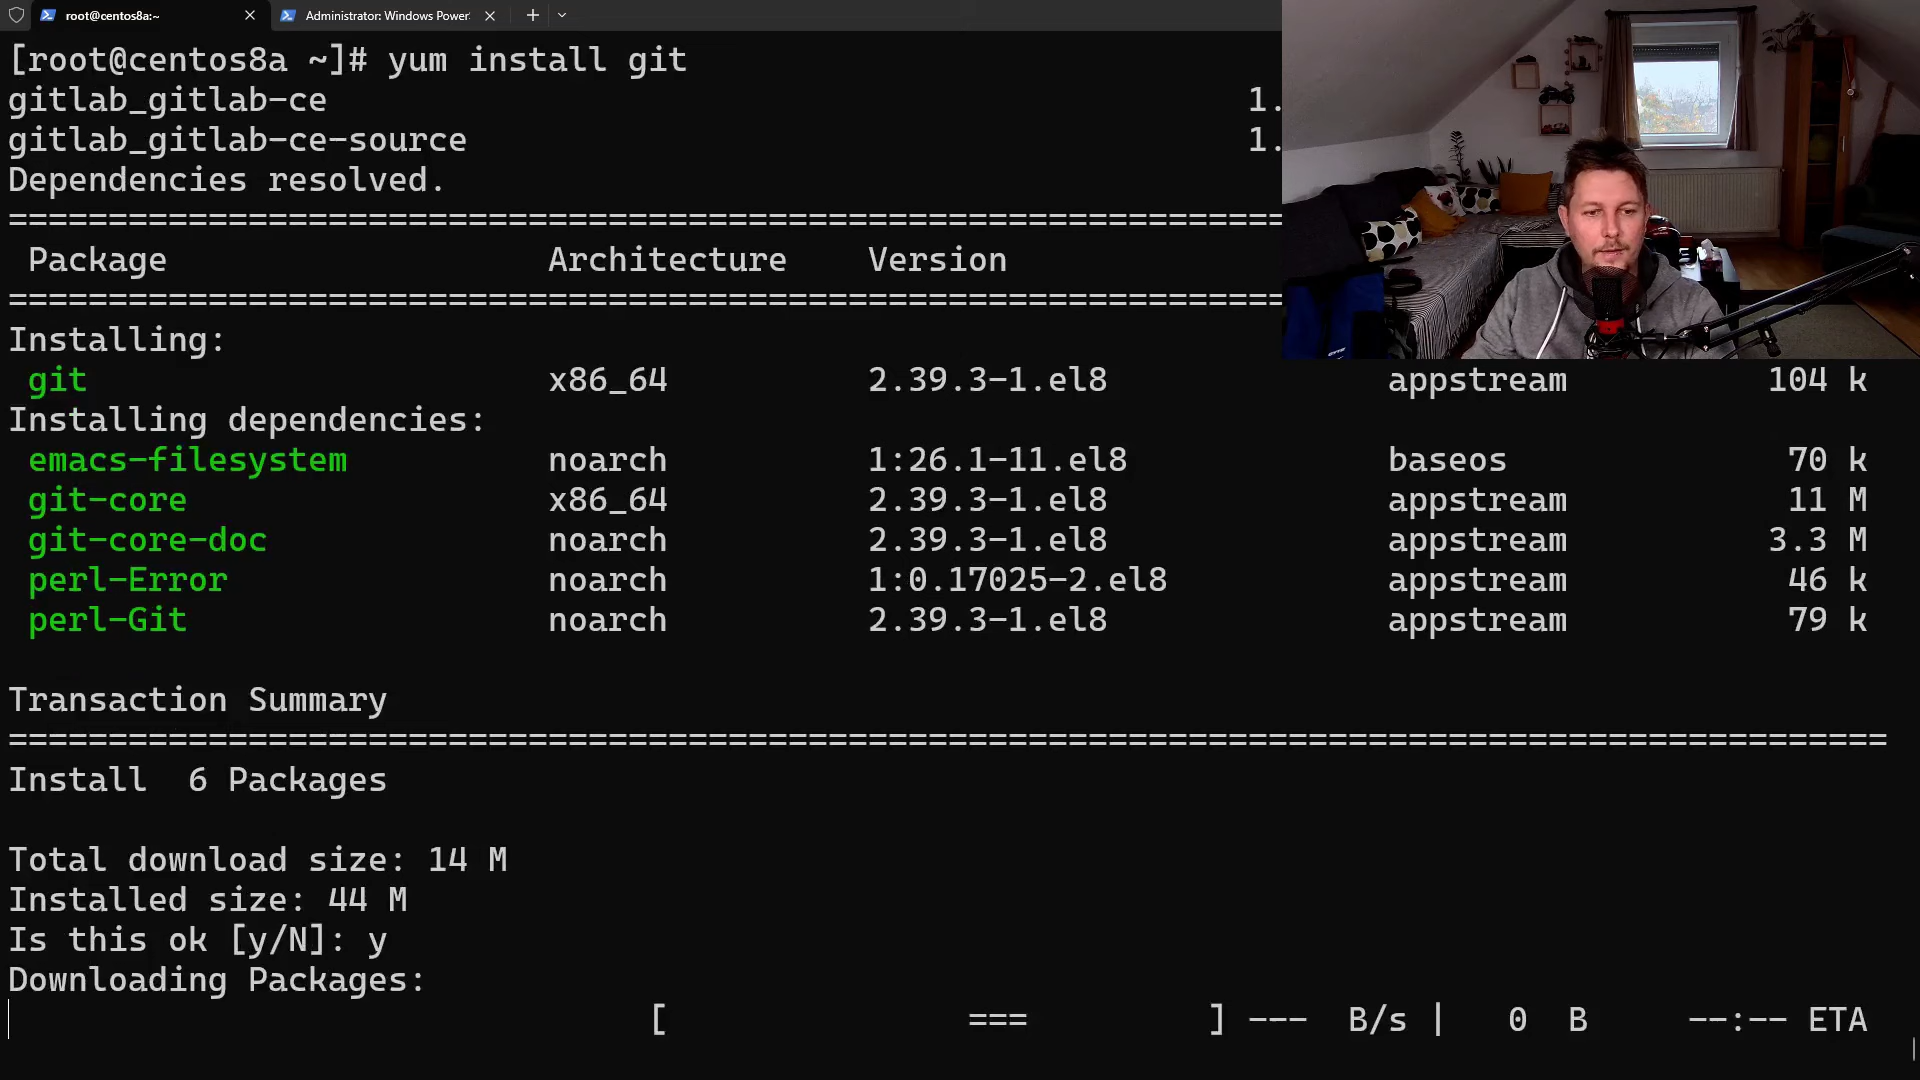 root@centos8a:~
Administrator: Windows Power
[root@centos8a ~]# yum install git
gitlab_gitlab-ce 1.
gitlab_gitlab-ce-source 1.
Dependencies resolved.
================================================================
Package Architecture Version
================================================================
Installing:
git x86_64 2.39.3-1.el8 appstream 104 k
Installing dependencies:
emacs-filesystem noarch 1:26.1-11.el8 baseos 70 k
git-core x86_64 2.39.3-1.el8 appstream 11 M
git-core-doc noarch 2.39.3-1.el8 appstream 3.3 M
perl-Error noarch 1:0.17025-2.el8 appstream 46 k
perl-Git noarch 2.39.3-1.el8 appstream 79 k
Transaction Summary
==============================================================================================
Install 6 Packages
Total download size: 14 M
Installed size: 44 M
Is this ok [y/N]: y
Downloading Packages:
[ === ] --- B/s | 0 B --:-- ETA